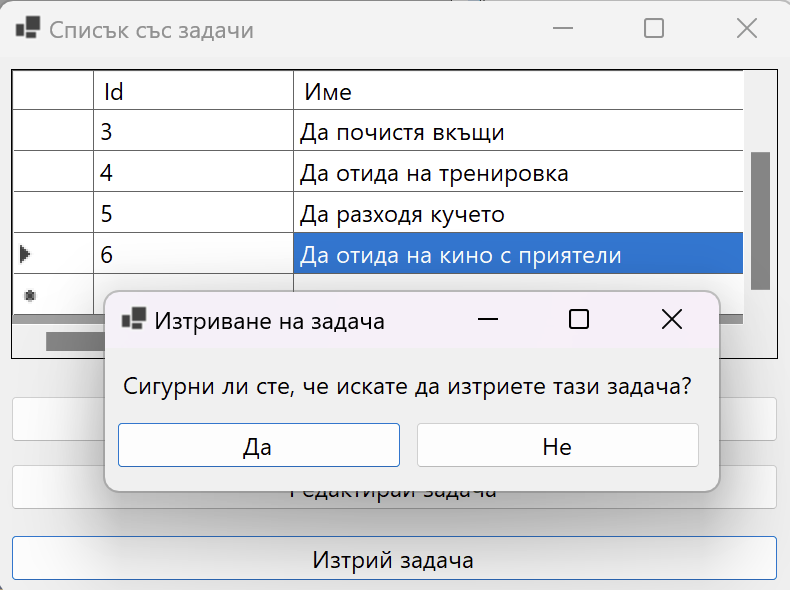 Списък със задачи
Id Име
3 Да почистя вкъщи
4 Да отида на тренировка
5 Да разходя кучето
6 Да отида на кино с приятели
Изтриване на задача
Сигурни ли сте, че искате да изтриете тази задача?
Да Не
Редактирай задача
Изтрий задача